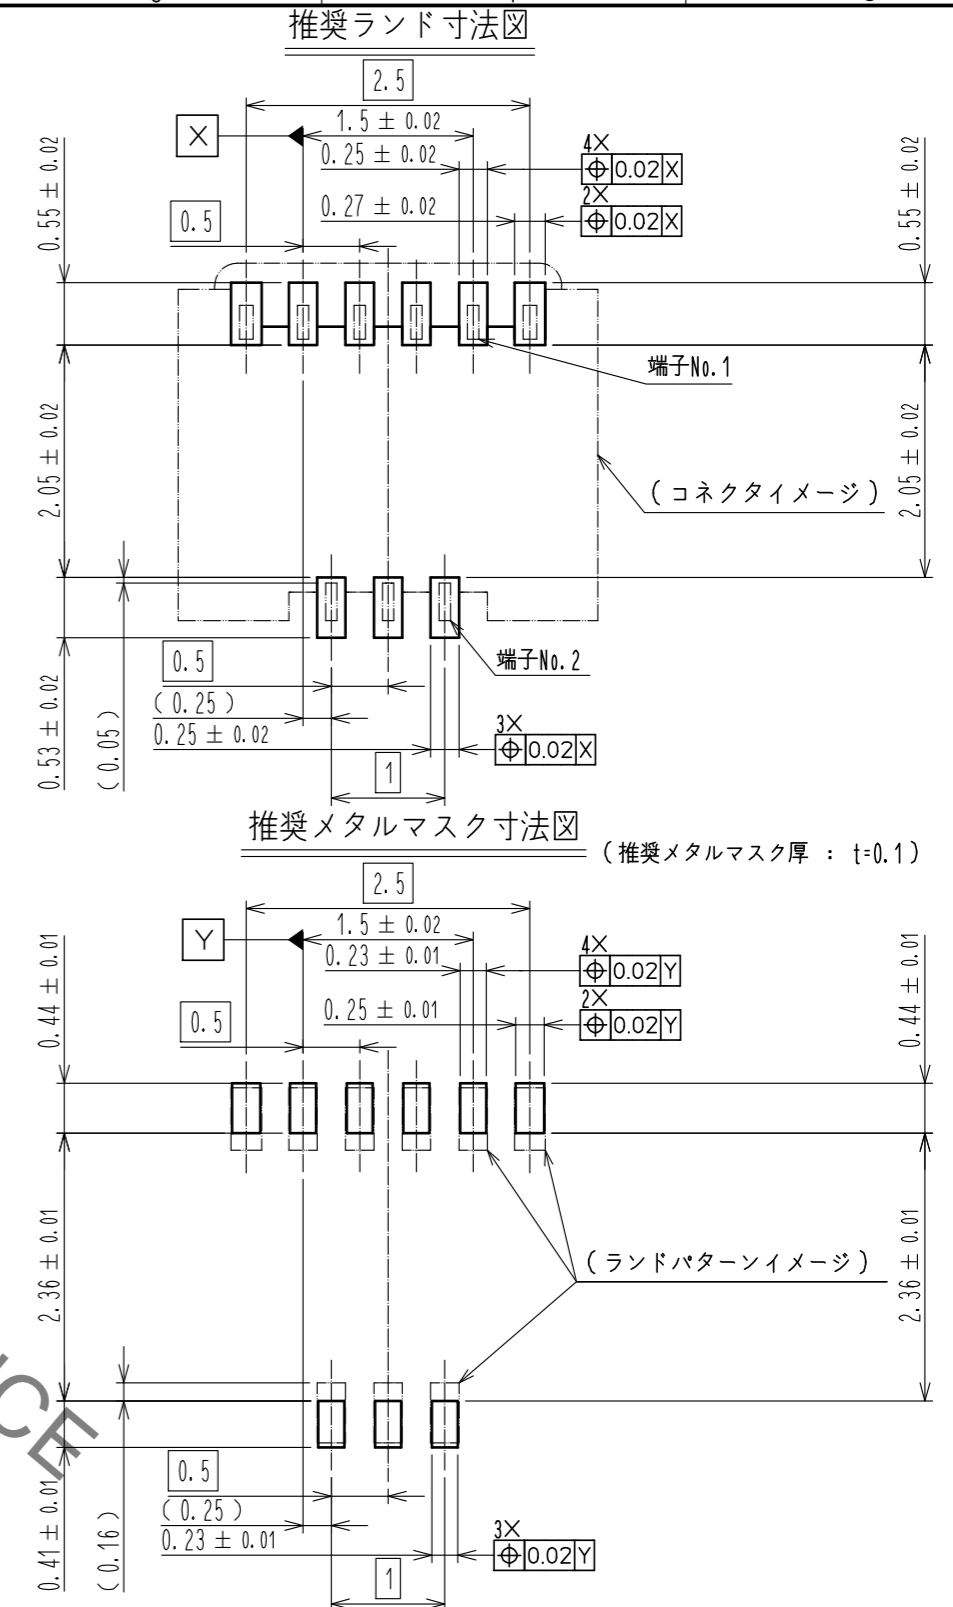 推奨ランド寸法図
2.5
X
1.5 ± 0.02
0.25 ± 0.02
4X
⌖ 0.02 X
0.27 ± 0.02
2X
⌖ 0.02 X
0.5
0.55 ± 0.02
0.55 ± 0.02
端子No.1
2.05 ± 0.02
2.05 ± 0.02
(コネクタイメージ)
端子No.2
0.5
(0.25)
0.25 ± 0.02
3X
⌖ 0.02 X
0.53 ± 0.02
(0.05)
1
推奨メタルマスク寸法図
(推奨メタルマスク厚 : t=0.1)
2.5
Y
1.5 ± 0.02
0.23 ± 0.01
4X
⌖ 0.02 Y
0.25 ± 0.01
2X
⌖ 0.02 Y
0.5
0.44 ± 0.01
0.44 ± 0.01
2.36 ± 0.01
2.36 ± 0.01
(ランドパターンイメージ)
0.5
(0.25)
0.23 ± 0.01
3X
⌖ 0.02 Y
0.41 ± 0.01
(0.16)
1